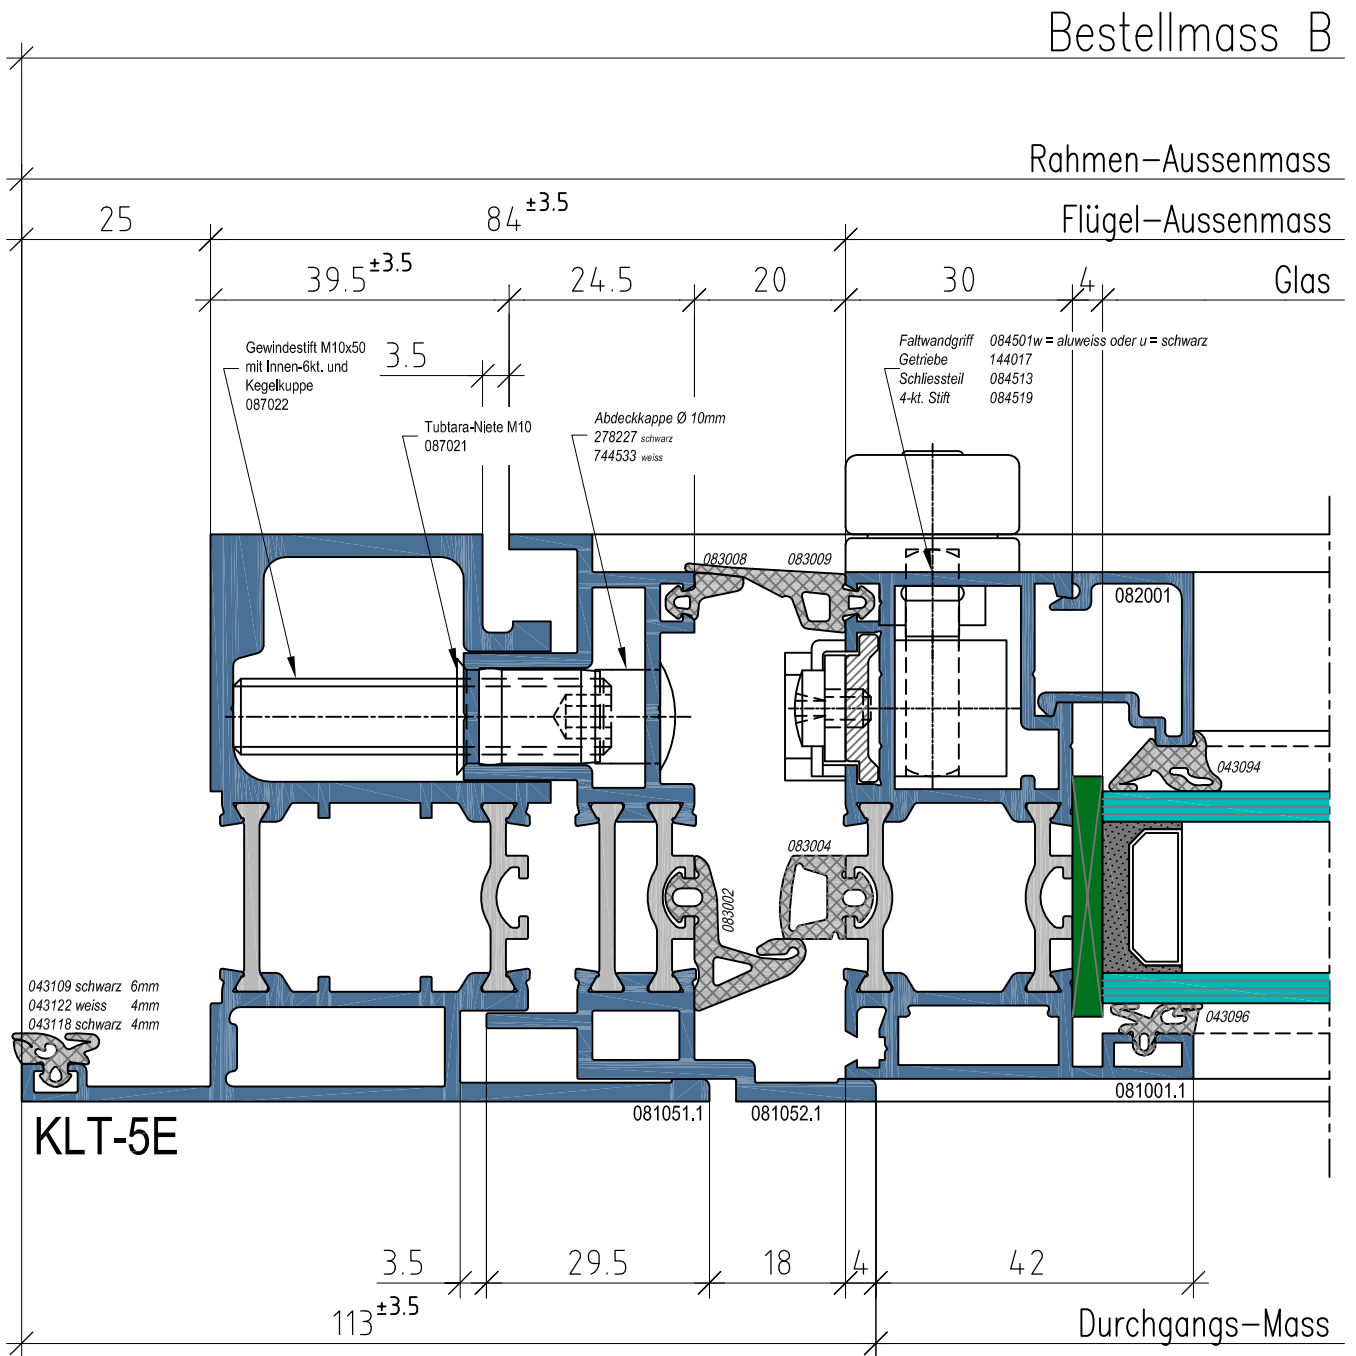 Bestellmass B
Rahmen-Aussenmass
25
84 ±3.5
Flügel-Aussenmass
39.5 ±3.5
24.5
20
30
4
Glas
Gewindestift M10x50
mit Innen-6kt. und
Kegelkuppe
087022
3.5
Tubtara-Niete M10
087021
Abdeckkappe Ø 10mm
278227 schwarz
744533 weiss
Faltwandgriff 084501w = aluweiss oder u = schwarz
Getriebe 144017
Schliessteil 084513
4-kt. Stift 084519
083008
083009
082001
043094
083004
083002
043109 schwarz 6mm
043122 weiss 4mm
043118 schwarz 4mm
043096
081051.1
081052.1
081001.1
KLT-5E
3.5
29.5
18
4
42
113 ±3.5
Durchgangs-Mass